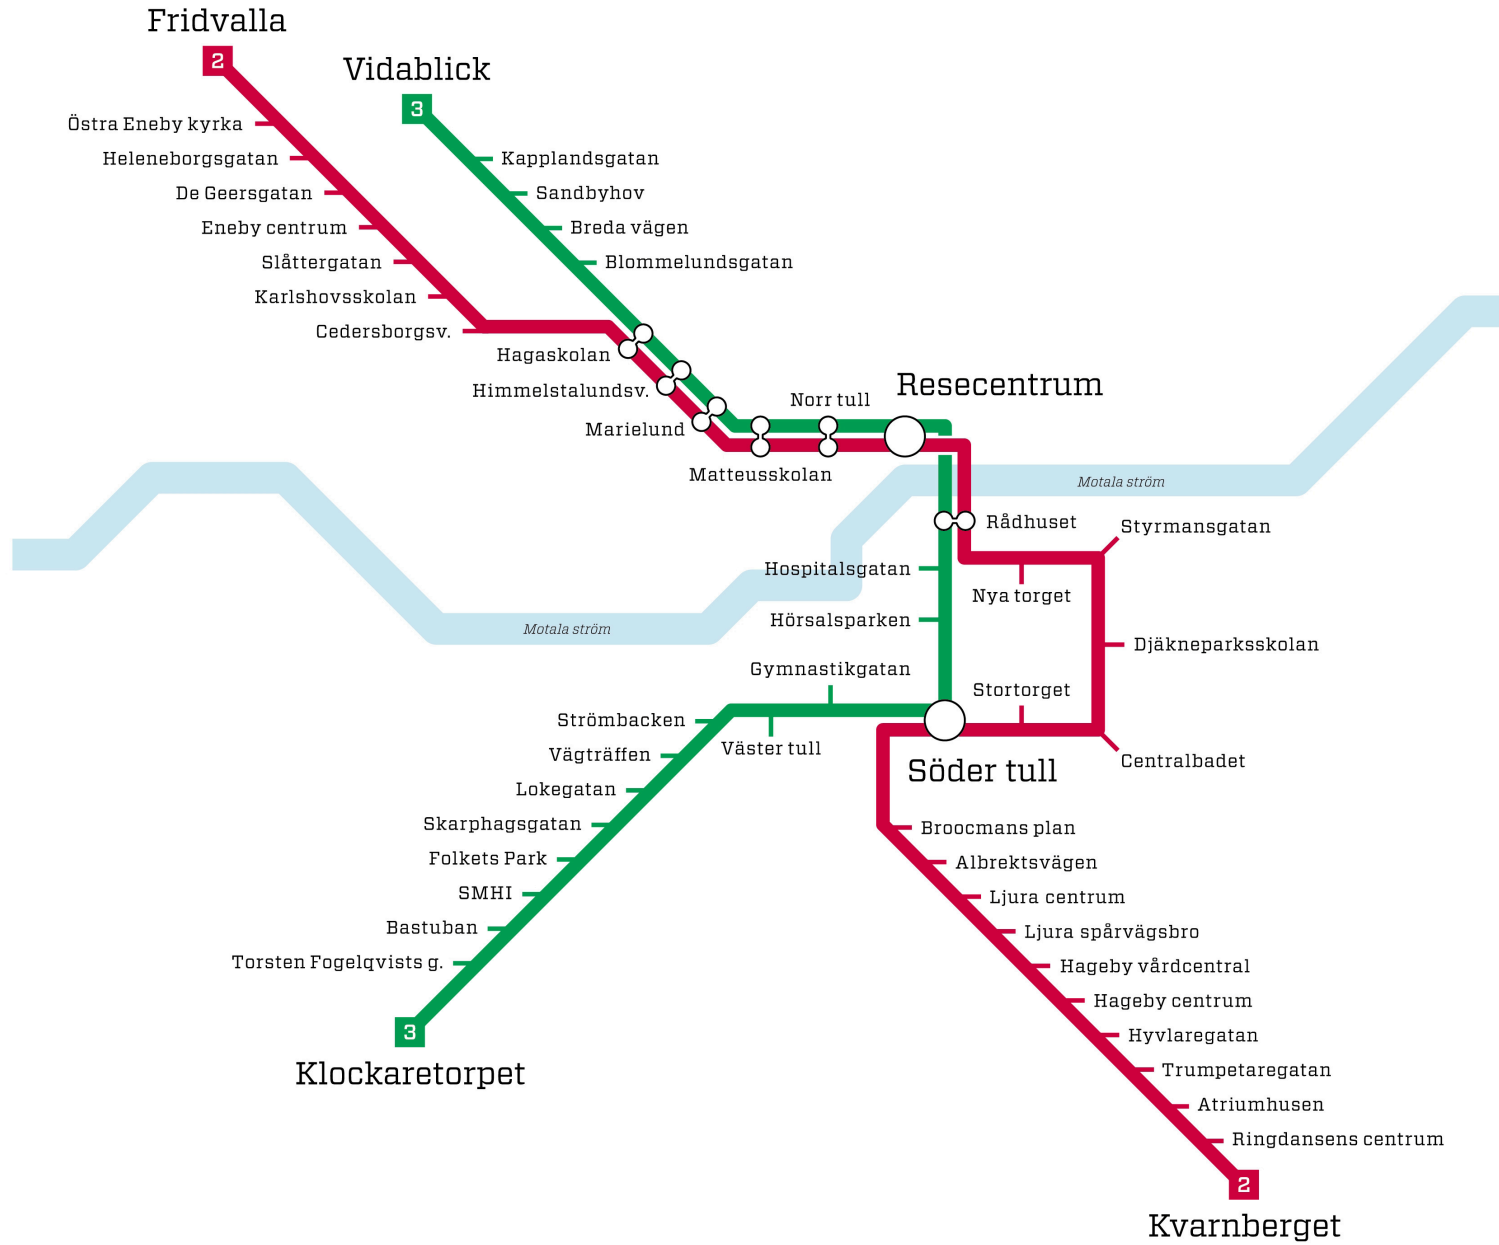 Fridvalla
2
Vidablick
3
Östra Eneby kyrka
Heleneborgsgatan
De Geersgatan
Eneby centrum
Slåttergatan
Karlshovsskolan
Cedersborgsv.
Kapplandsgatan
Sandbyhov
Breda vägen
Blommelundsgatan
Hagaskolan
Himmelstalundsv.
Marielund
Matteusskolan
Norr tull
Resecentrum
Motala ström
Motala ström
Rådhuset
Styrmansgatan
Nya torget
Djäkneparksskolan
Stortorget
Centralbadet
Hospitalsgatan
Hörsalsparken
Gymnastikgatan
Väster tull
Söder tull
Strömbacken
Vägträffen
Lokegatan
Skarphagsgatan
Folkets Park
SMHI
Bastuban
Torsten Fogelqvists g.
3
Klockaretorpet
Broocmans plan
Albrektsvägen
Ljura centrum
Ljura spårvägsbro
Hageby vårdcentral
Hageby centrum
Hyvlaregatan
Trumpetaregatan
Atriumhusen
Ringdansens centrum
2
Kvarnberget